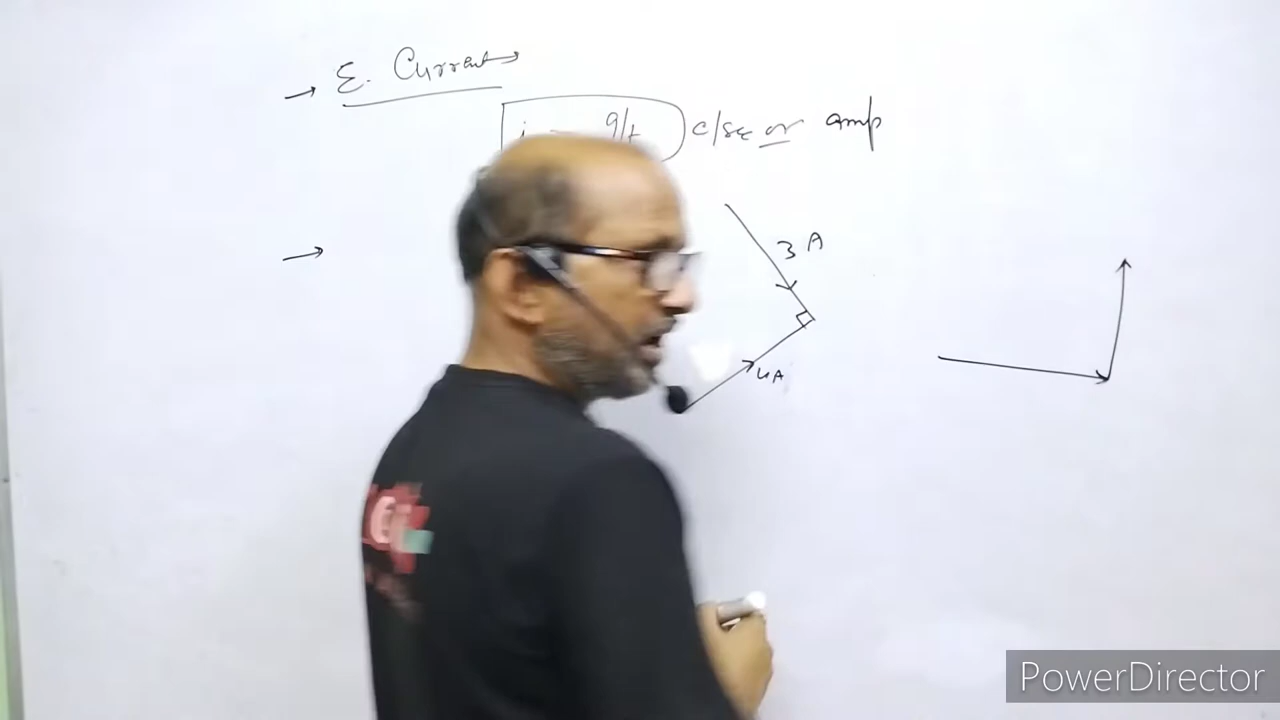 → E. Current →
i = q/t c/sec or amp
→
3 A
4A
PowerDirector